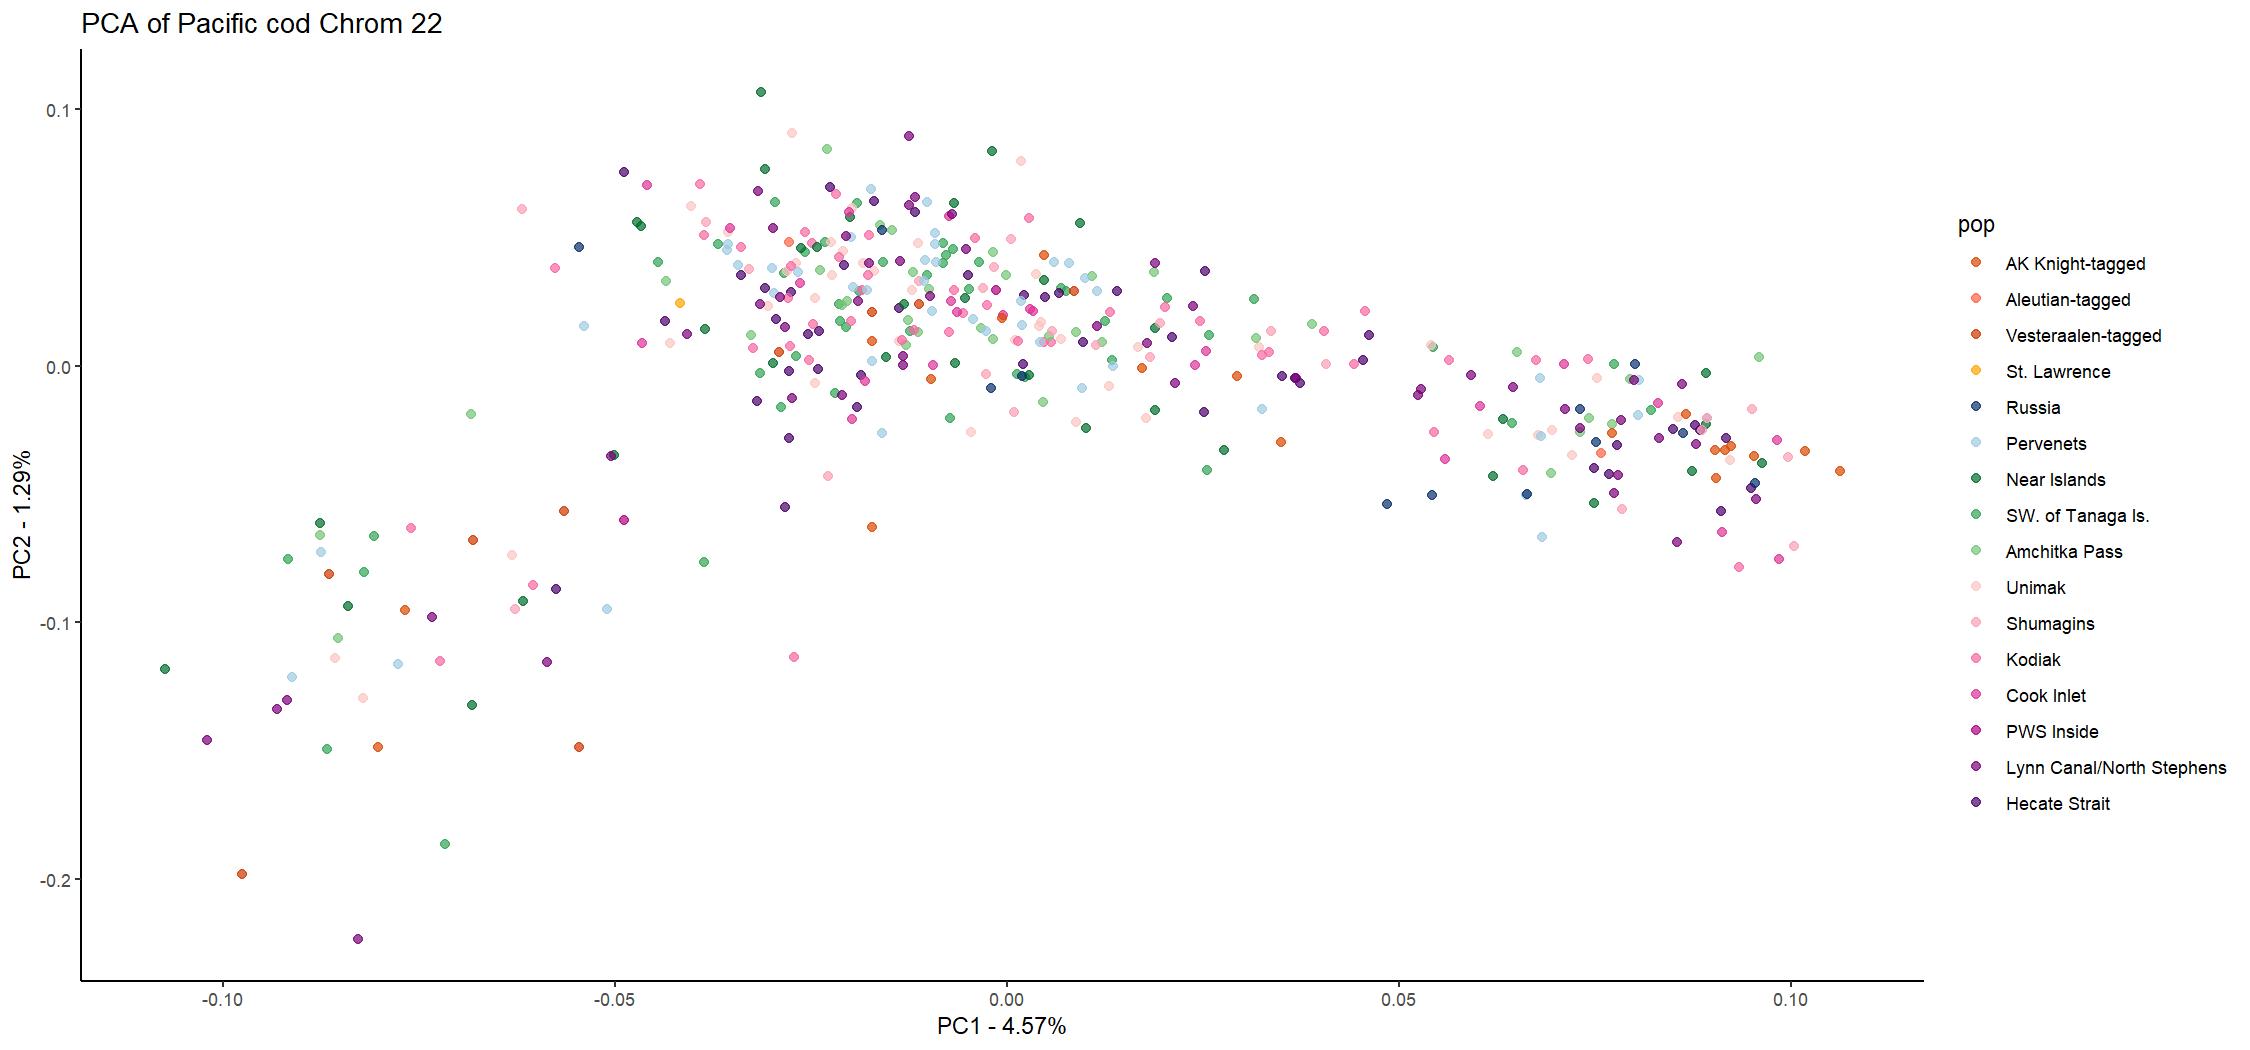 PCA of Pacific cod Chrom 22
0.1
0.0
-0.1
-0.2
PC2 - 1.29%
-0.10
-0.05
0.00
0.05
0.10
PC1 - 4.57%
pop
AK Knight-tagged
Aleutian-tagged
Vesteraalen-tagged
St. Lawrence
Russia
Pervenets
Near Islands
SW. of Tanaga Is.
Amchitka Pass
Unimak
Shumagins
Kodiak
Cook Inlet
PWS Inside
Lynn Canal/North Stephens
Hecate Strait